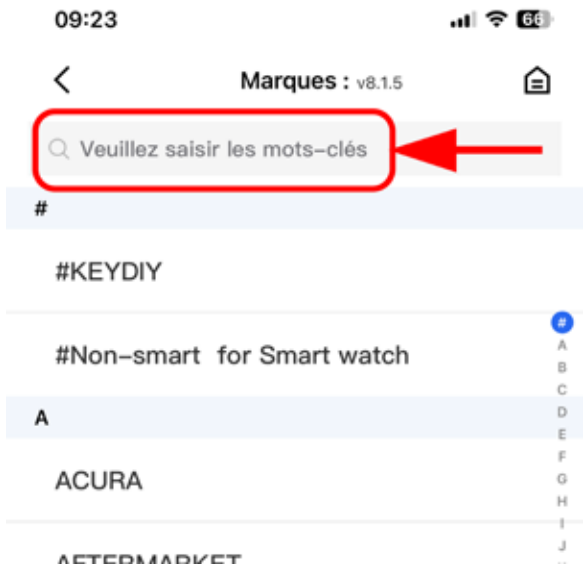 09:23 66
Marques : v8.1.5
Veuillez saisir les mots-clés
#
#KEYDIY
#Non-smart for Smart watch
A
ACURA
AFTERMARKET
#
A
B
C
D
E
F
G
H
I
J